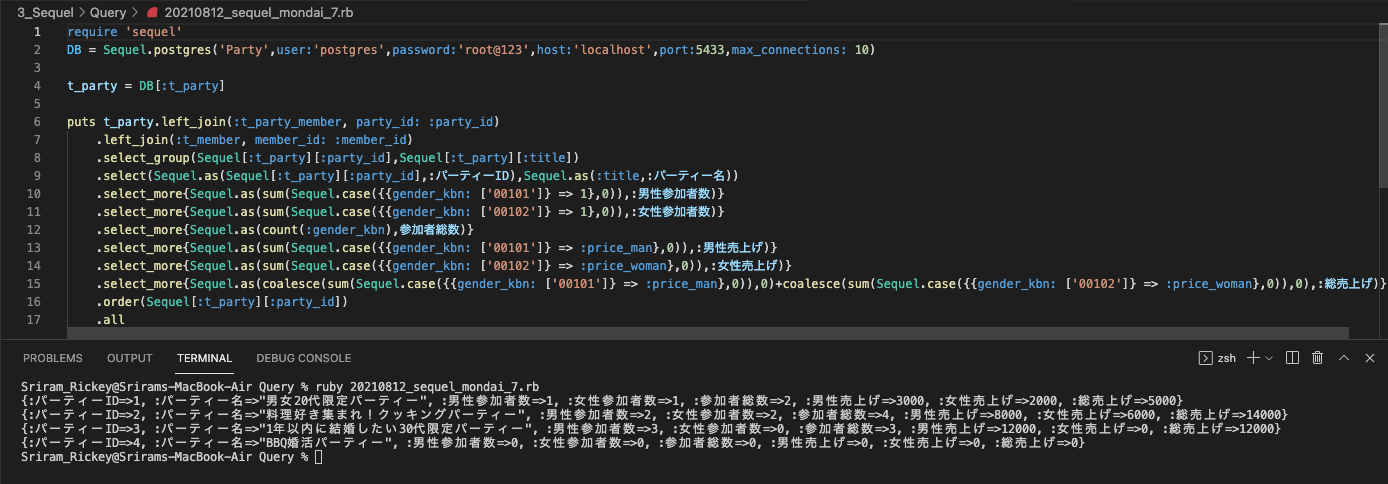 3_Sequel > Query > 20210812_sequel_mondai_7.rb
1 require 'sequel'
2 DB = Sequel.postgres('Party',user:'postgres',password:'root@123',host:'localhost',port:5433,max_connections: 10)
3
4 t_party = DB[:t_party]
5
6 puts t_party.left_join(:t_party_member, party_id: :party_id)
7 .left_join(:t_member, member_id: :member_id)
8 .select_group(Sequel[:t_party][:party_id],Sequel[:t_party][:title])
9 .select(Sequel.as(Sequel[:t_party][:party_id],:パーティーID),Sequel.as(:title,:パーティー名))
10 .select_more{Sequel.as(sum(Sequel.case({{gender_kbn: ['00101']} => 1},0)),:男性参加者数)}
11 .select_more{Sequel.as(sum(Sequel.case({{gender_kbn: ['00102']} => 1},0)),:女性参加者数)}
12 .select_more{Sequel.as(count(:gender_kbn),参加者総数)}
13 .select_more{Sequel.as(sum(Sequel.case({{gender_kbn: ['00101']} => :price_man},0)),:男性売上げ)}
14 .select_more{Sequel.as(sum(Sequel.case({{gender_kbn: ['00102']} => :price_woman},0)),:女性売上げ)}
15 .select_more{Sequel.as(coalesce(sum(Sequel.case({{gender_kbn: ['00101']} => :price_man},0)),0)+coalesce(sum(Sequel.case({{gender_kbn: ['00102']} => :price_woman},0)),0),:総売上げ)}
16 .order(Sequel[:t_party][:party_id])
17 .all
PROBLEMS OUTPUT TERMINAL DEBUG CONSOLE zsh
Sriram_Rickey@Srirams-MacBook-Air Query % ruby 20210812_sequel_mondai_7.rb
{:パーティーID=>1, :パーティー名=>"男女20代限定パーティー", :男性参加者数=>1, :女性参加者数=>1, :参加者総数=>2, :男性売上げ=>3000, :女性売上げ=>2000, :総売上げ=>5000}
{:パーティーID=>2, :パーティー名=>"料理好き集まれ！クッキングパーティー", :男性参加者数=>2, :女性参加者数=>2, :参加者総数=>4, :男性売上げ=>8000, :女性売上げ=>6000, :総売上げ=>14000}
{:パーティーID=>3, :パーティー名=>"1年以内に結婚したい30代限定パーティー", :男性参加者数=>3, :女性参加者数=>0, :参加者総数=>3, :男性売上げ=>12000, :女性売上げ=>0, :総売上げ=>12000}
{:パーティーID=>4, :パーティー名=>"BBQ婚活パーティー", :男性参加者数=>0, :女性参加者数=>0, :参加者総数=>0, :男性売上げ=>0, :女性売上げ=>0, :総売上げ=>0}
Sriram_Rickey@Srirams-MacBook-Air Query %